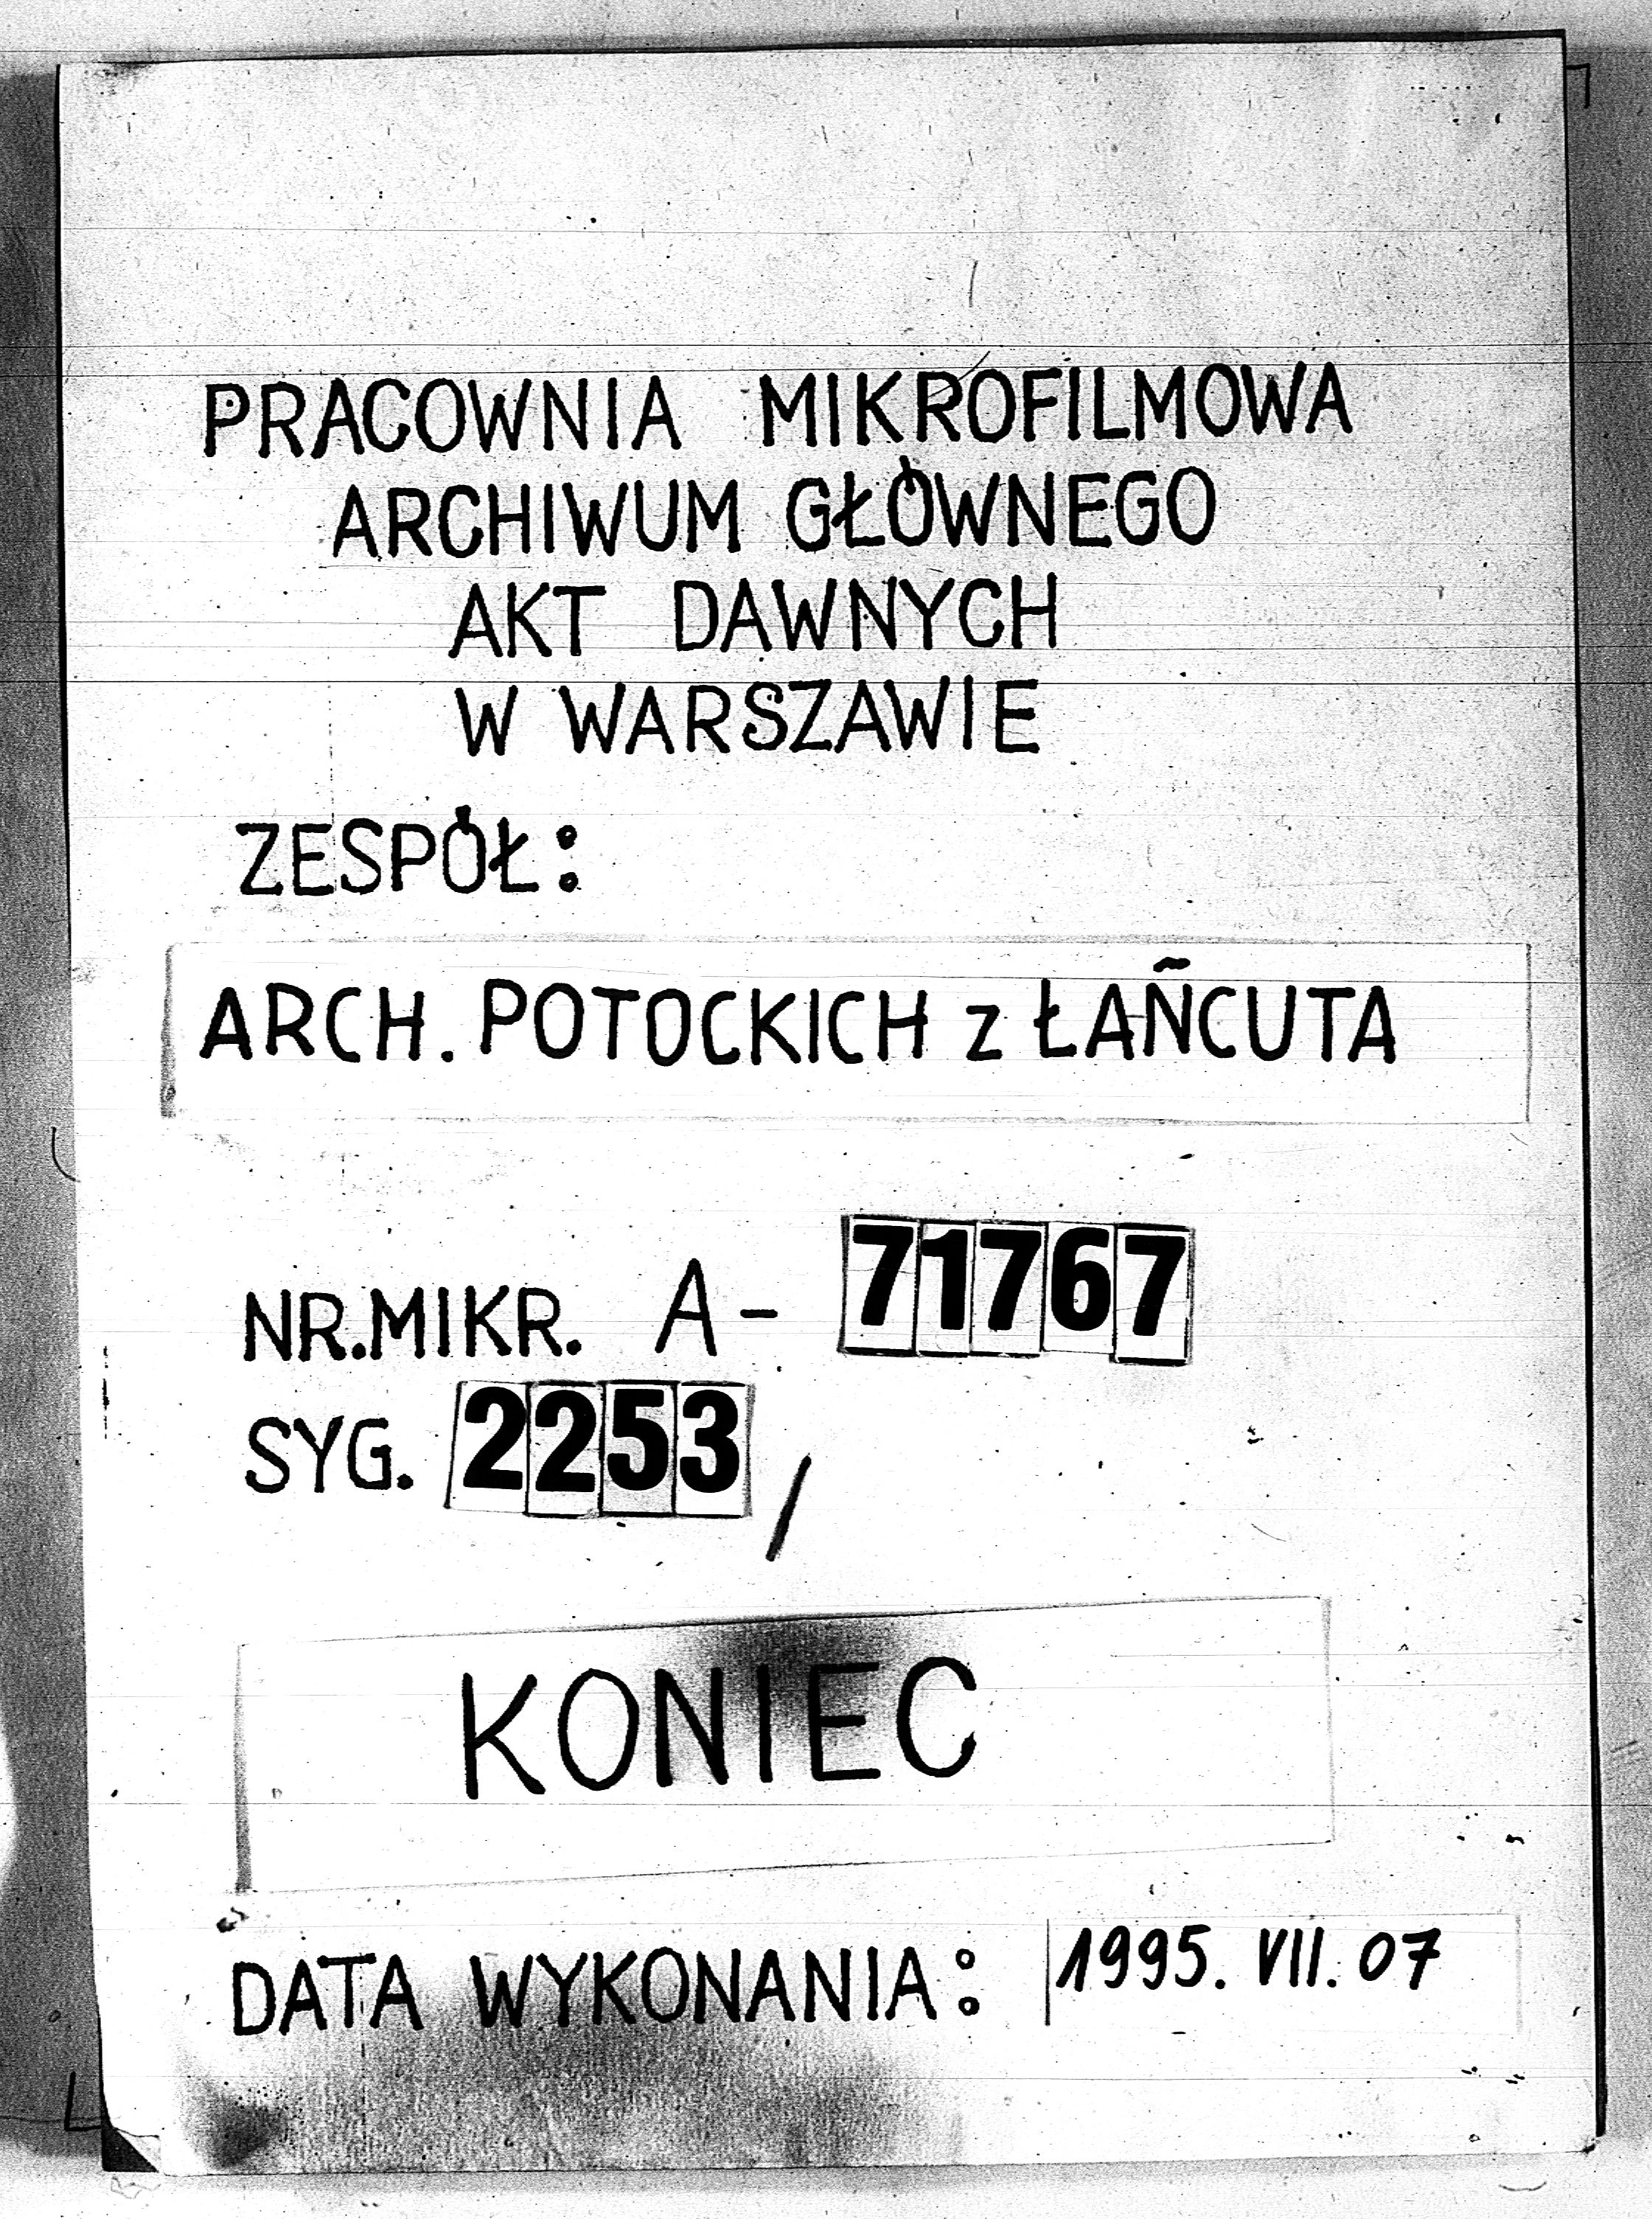 PRACOWNIA MIKROFILMOWA
ARCHIWUM GŁÓWNEGO
AKT DAWNYCH
W WARSZAWIE
ZESPÓŁ:
ARCH. POTOCKICH z ŁAŃCUTA
NR.MIKR. A- 71767
SYG. 2253/
KONIEC
DATA WYKONANIA: 1995. VII. 07